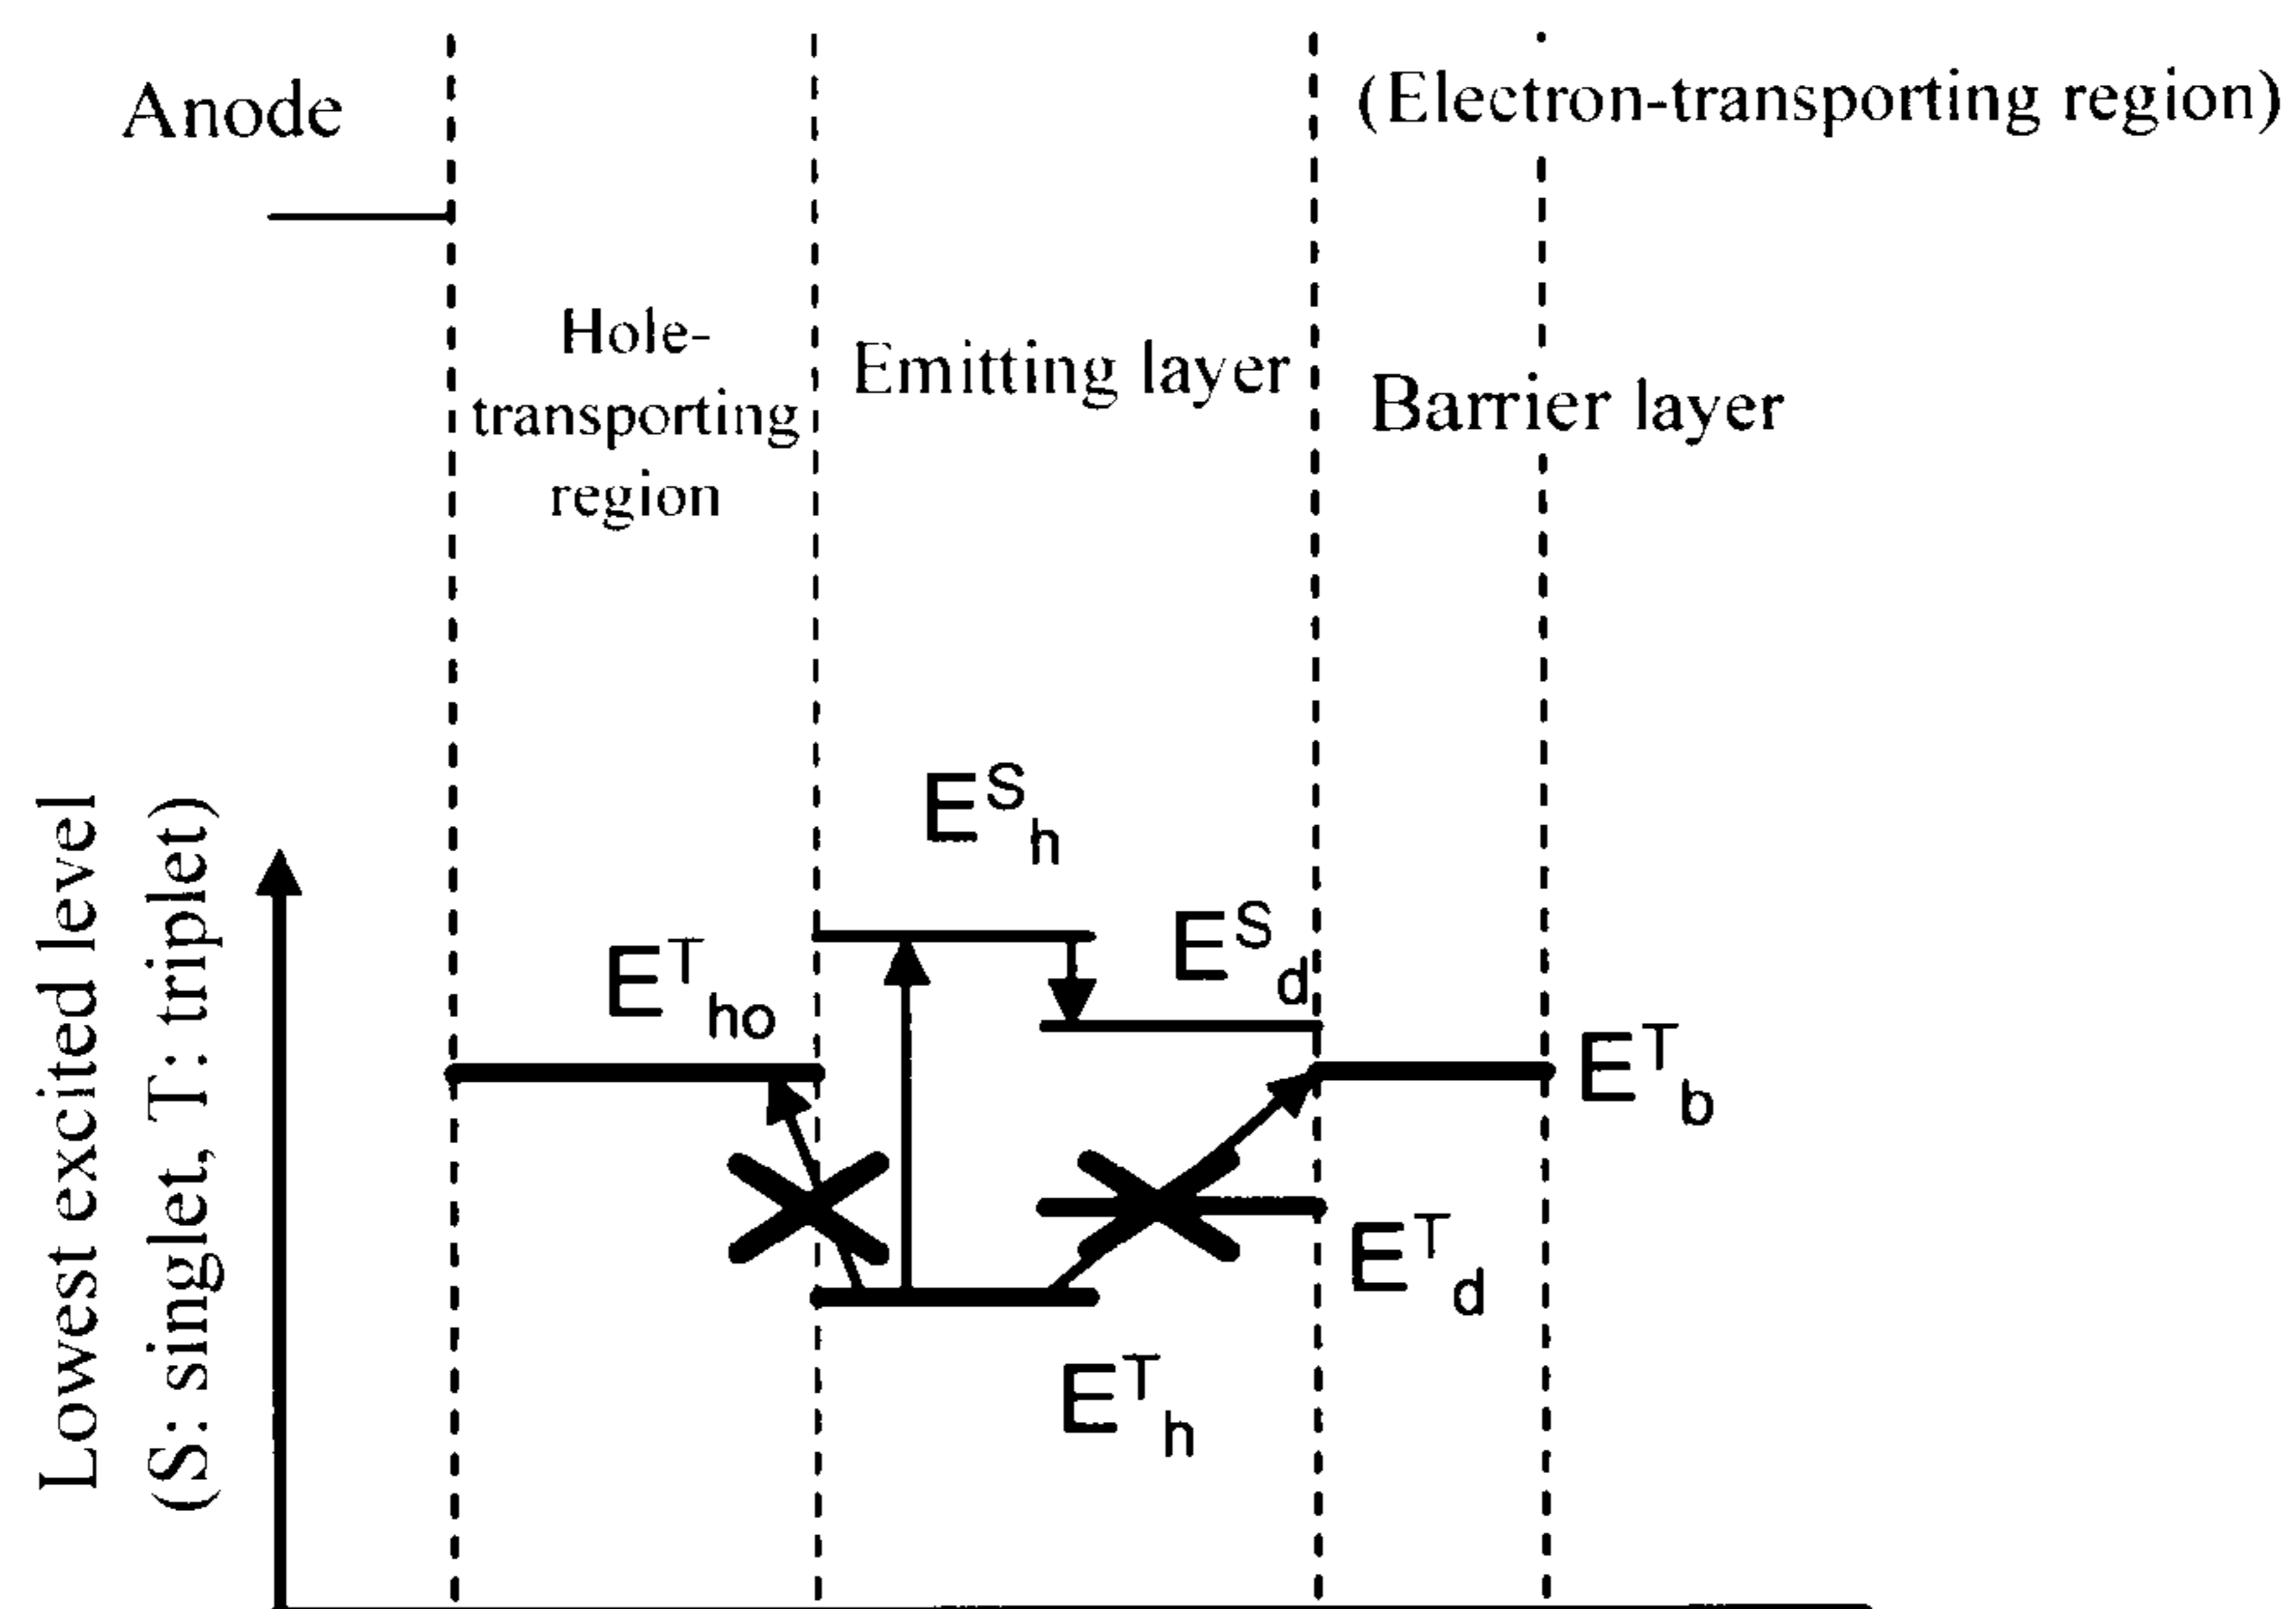 Anode
(Electron-transporting region)
Hole-
transporting
region
Emitting layer
Barrier layer
Lowest excited level
(S: singlet, T: triplet)
E^S_h
E^S_d
E^T_ho
E^T_b
E^T_d
E^T_h